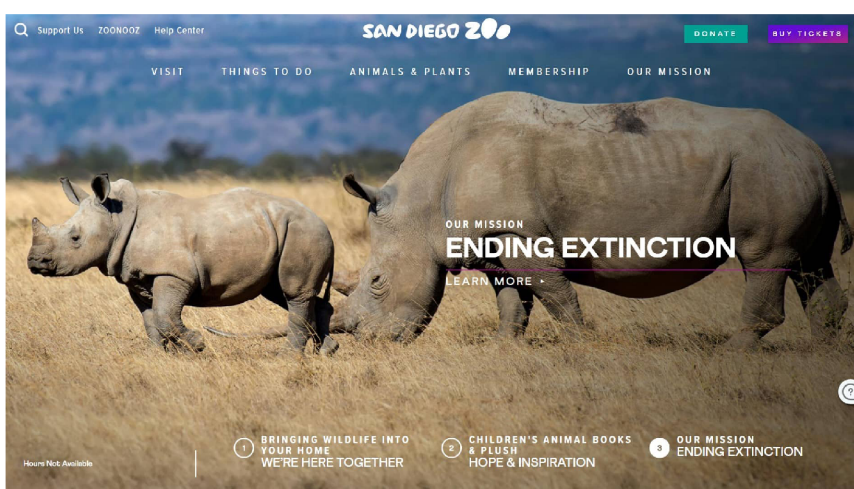 Support Us ZOONOOZ Help Center
SAN DIEGO ZOO
DONATE
BUY TICKETS
VISIT THINGS TO DO ANIMALS & PLANTS MEMBERSHIP OUR MISSION
OUR MISSION
ENDING EXTINCTION
LEARN MORE
?
Hours Not Available
1
BRINGING WILDLIFE INTO
YOUR HOME
WE'RE HERE TOGETHER
2
CHILDREN'S ANIMAL BOOKS
& PLUSH
HOPE & INSPIRATION
3
OUR MISSION
ENDING EXTINCTION